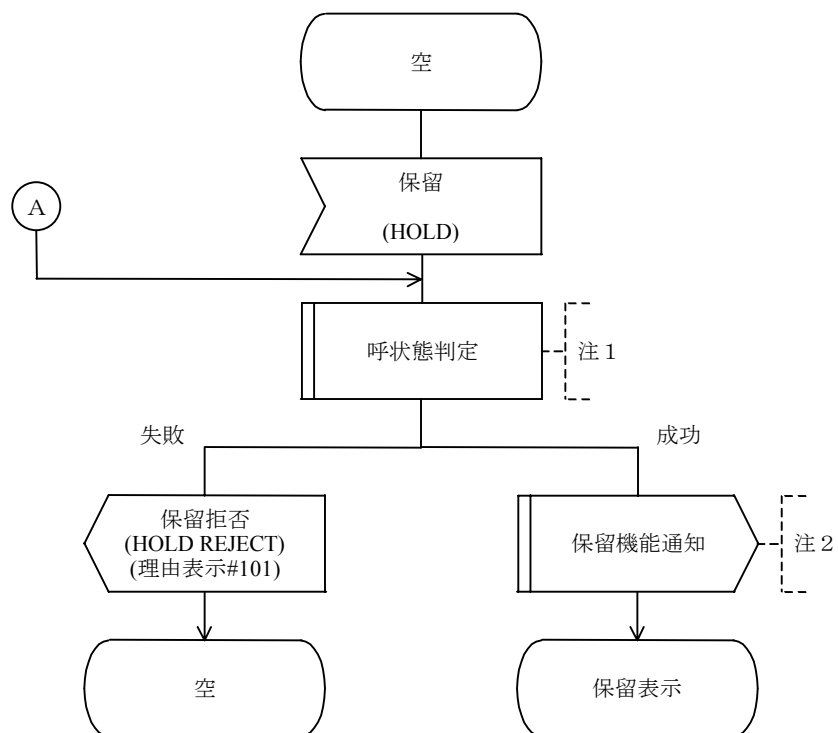 空
保留
(HOLD)
A
呼状態判定
注１
失敗
成功
保留拒否
(HOLD REJECT)
(理由表示#101)
保留機能通知
注２
空
保留表示